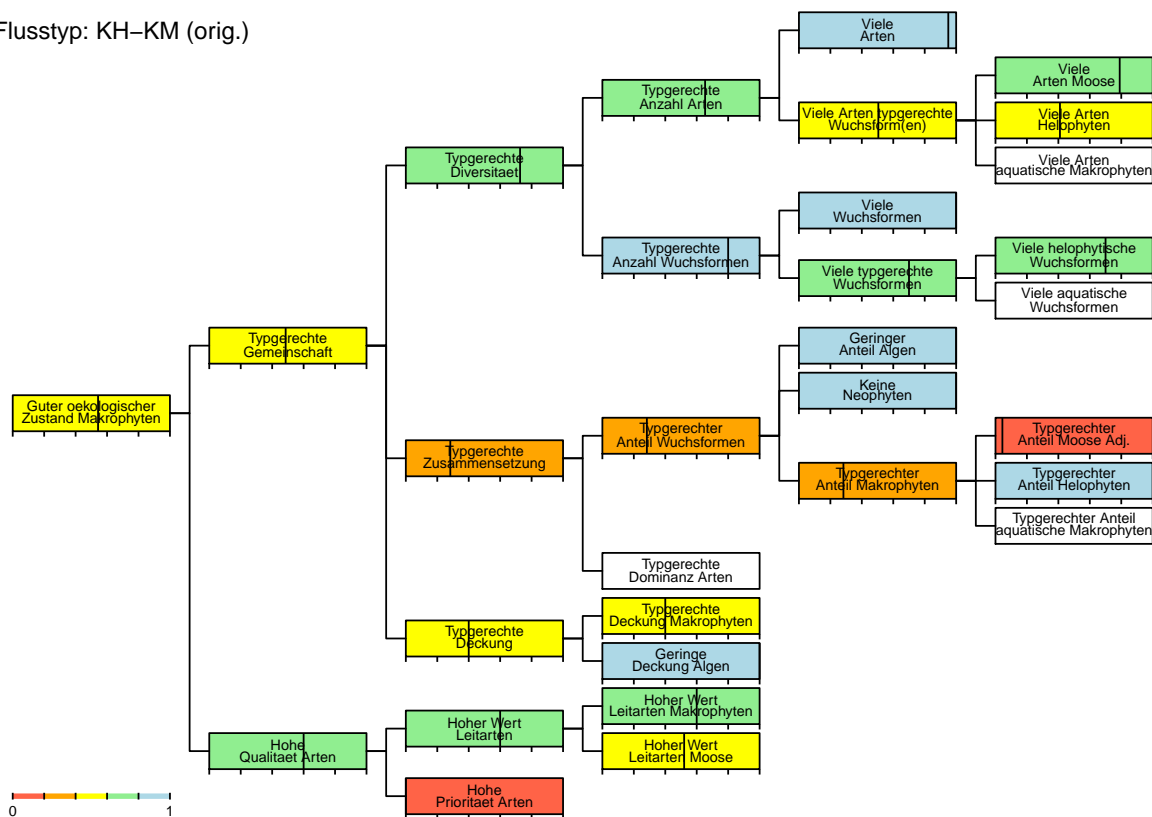 Flusstyp: KH−KM (orig.)
Viele
Arten
Viele
Arten Moose
Typgerechte
Anzahl Arten
Viele Arten typgerechte
Wuchsform(en)
Viele Arten
Helophyten
Typgerechte
Diversitaet
Viele Arten
aquatische Makrophyten
Viele
Wuchsformen
Typgerechte
Anzahl Wuchsformen
Viele helophytische
Wuchsformen
Viele typgerechte
Wuchsformen
Viele aquatische
Wuchsformen
Typgerechte
Gemeinschaft
Geringer
Anteil Algen
Keine
Neophyten
Guter oekologischer
Zustand Makrophyten
Typgerechter
Anteil Wuchsformen
Typgerechter
Anteil Moose Adj.
Typgerechte
Zusammensetzung
Typgerechter
Anteil Makrophyten
Typgerechter
Anteil Helophyten
Typgerechter Anteil
aquatische Makrophyten
Typgerechte
Dominanz Arten
Typgerechte
Deckung Makrophyten
Typgerechte
Deckung
Geringe
Deckung Algen
Hoher Wert
Leitarten Makrophyten
Hoher Wert
Leitarten
Hohe
Qualitaet Arten
Hoher Wert
Leitarten Moose
Hohe
Prioritaet Arten
0
1